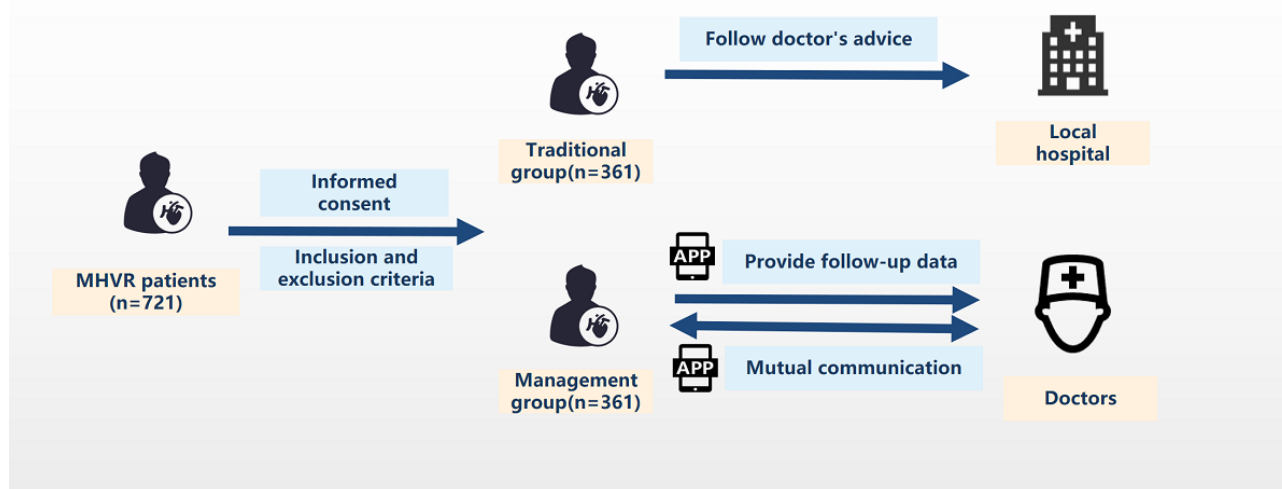 MHVR patients
(n=721)
Informed
consent
Inclusion and
exclusion criteria
Traditional
group(n=361)
Follow doctor's advice
Local
hospital
Management
group(n=361)
APP
Provide follow-up data
APP
Mutual communication
Doctors